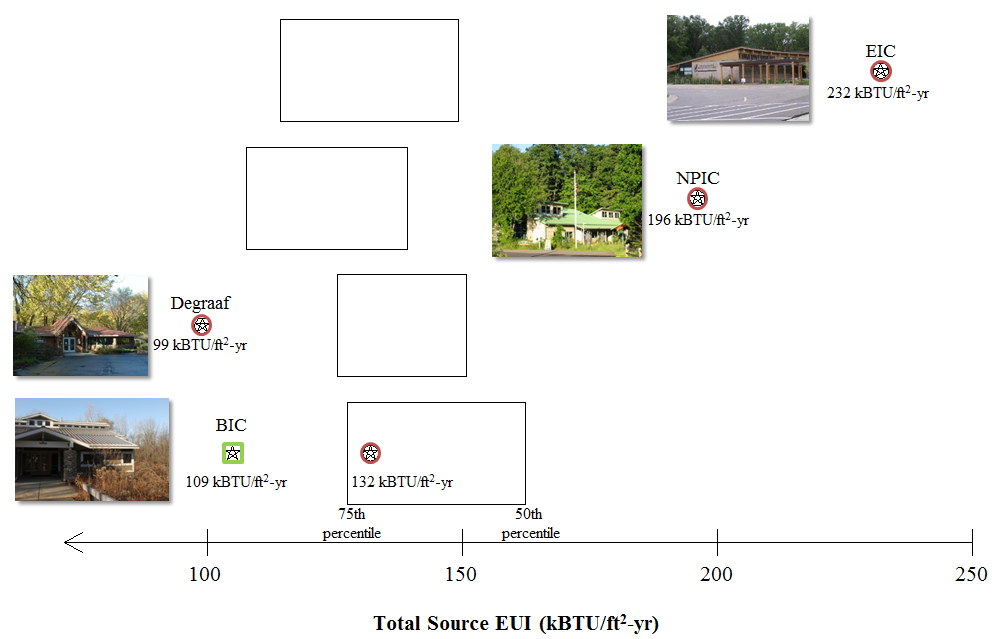 EIC
232 kBTU/ft²-yr
NPIC
196 kBTU/ft²-yr
Degraaf
99 kBTU/ft²-yr
BIC
109 kBTU/ft²-yr
132 kBTU/ft²-yr
75th
percentile
50th
percentile
100
150
200
250
Total Source EUI (kBTU/ft²-yr)